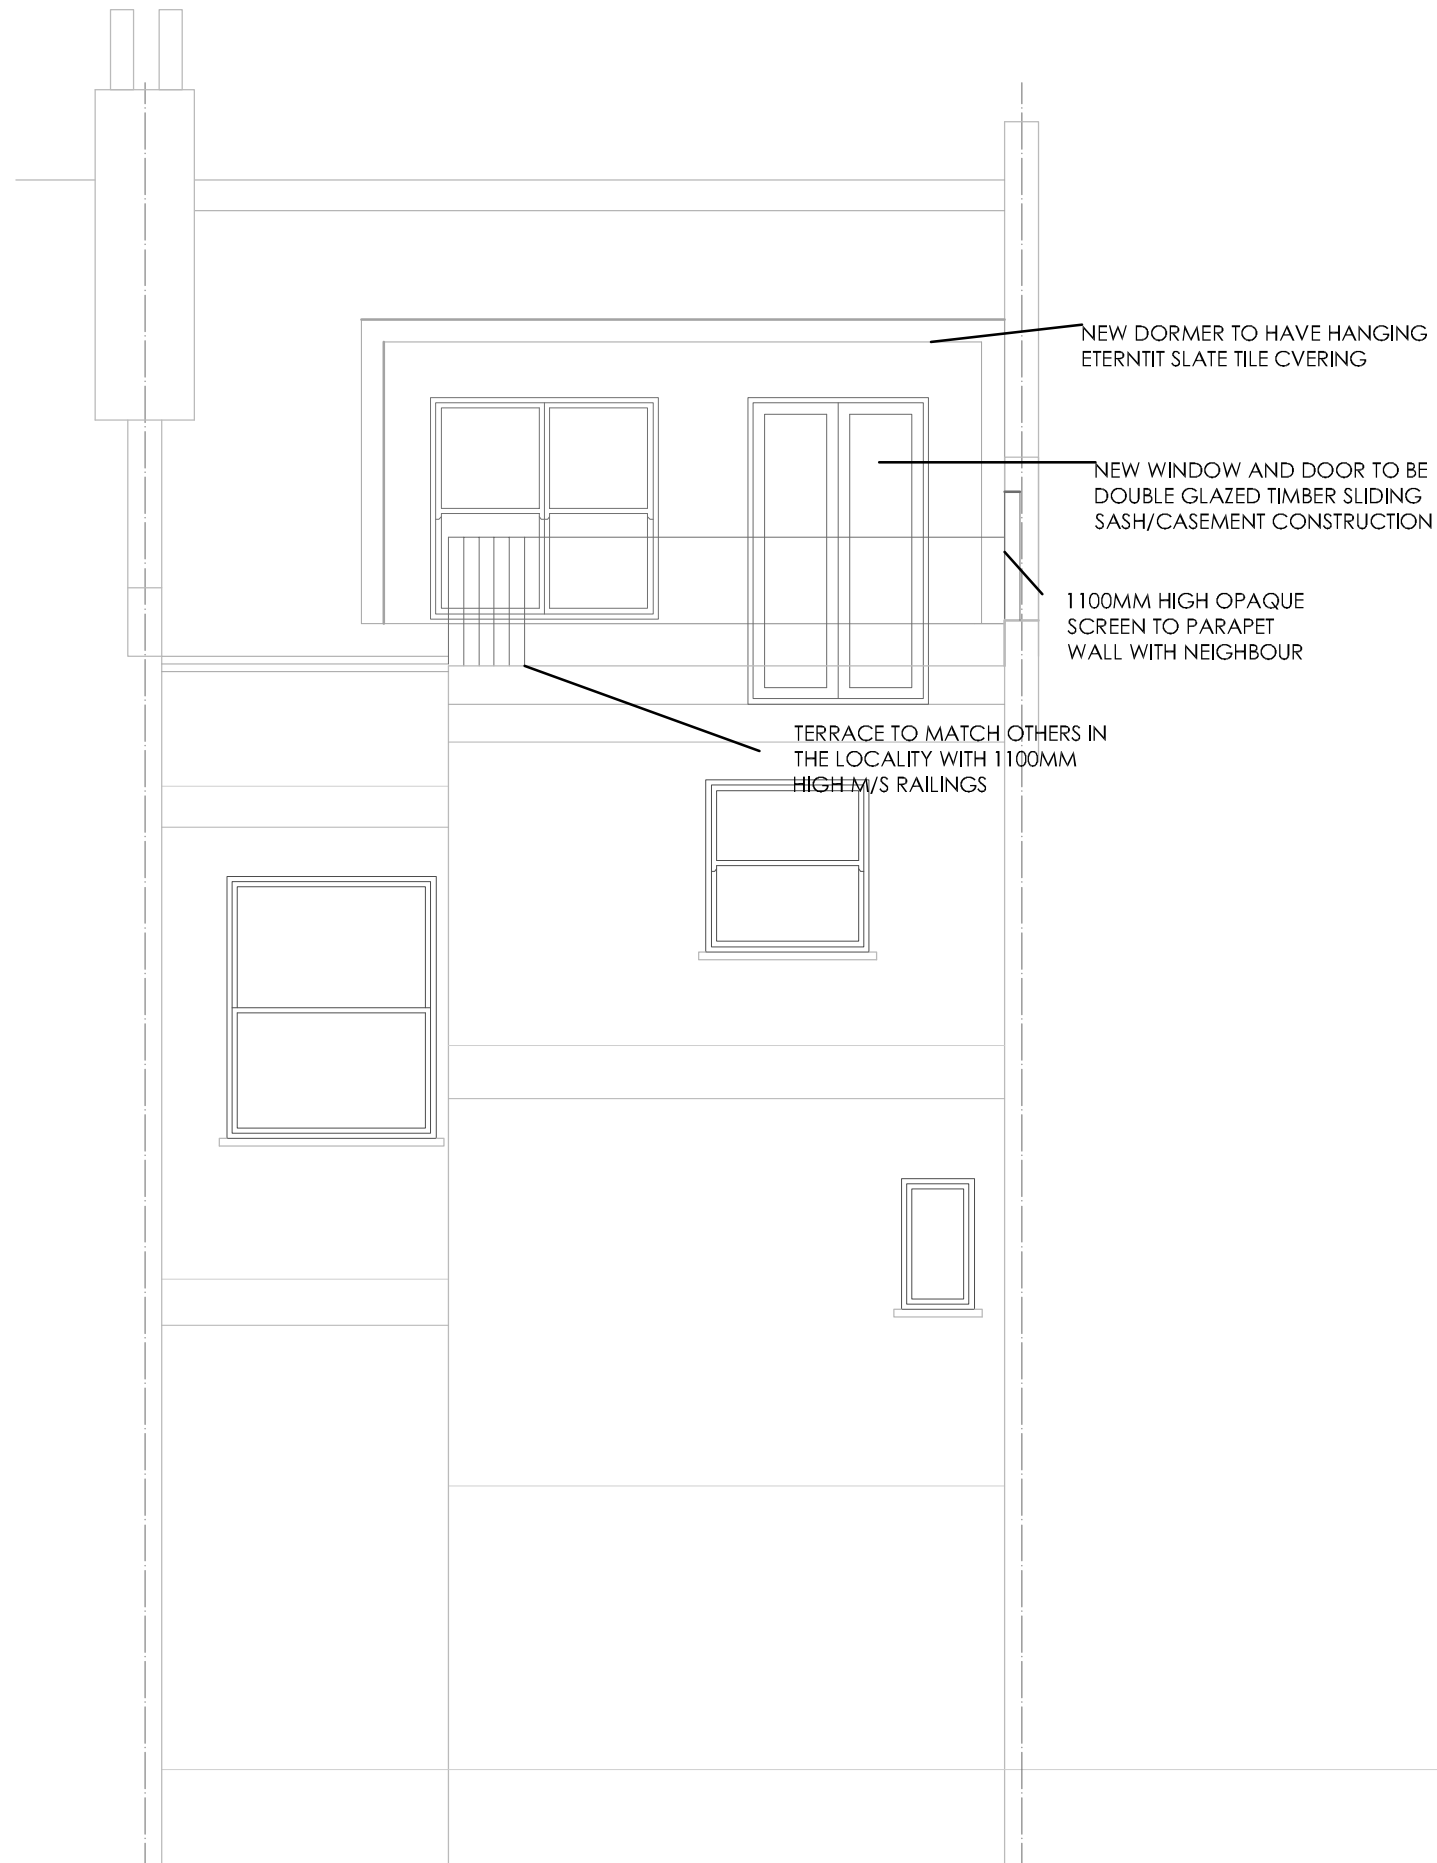 NEW DORMER TO HAVE HANGING
ETERNTIT SLATE TILE CVERING
NEW WINDOW AND DOOR TO BE
DOUBLE GLAZED TIMBER SLIDING
SASH/CASEMENT CONSTRUCTION
1100MM HIGH OPAQUE
SCREEN TO PARAPET
WALL WITH NEIGHBOUR
TERRACE TO MATCH OTHERS IN
THE LOCALITY WITH 1100MM
HIGH M/S RAILINGS